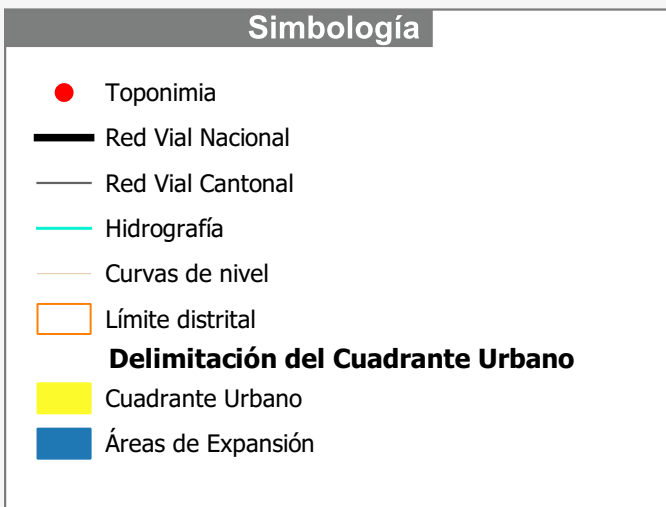 Simbología
Toponimia
Red Vial Nacional
Red Vial Cantonal
Hidrografía
Curvas de nivel
Límite distrital
Delimitación del Cuadrante Urbano
Cuadrante Urbano
Áreas de Expansión